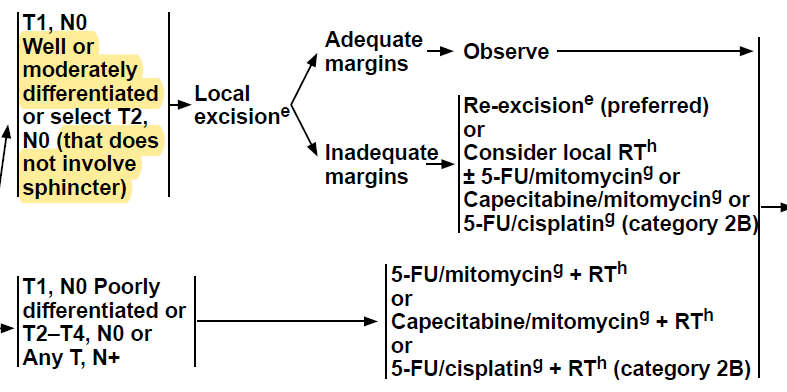 T1, N0
Well or
moderately
differentiated
or select T2,
N0 (that does
not involve
sphincter)
Local
excisione
Adequate
margins
Observe
Inadequate
margins
Re-excisione (preferred)
or
Consider local RTh
± 5-FU/mitomycing or
Capecitabine/mitomycing or
5-FU/cisplating (category 2B)
T1, N0 Poorly
differentiated or
T2–T4, N0 or
Any T, N+
5-FU/mitomycing + RTh
or
Capecitabine/mitomycing + RTh
or
5-FU/cisplating + RTh (category 2B)